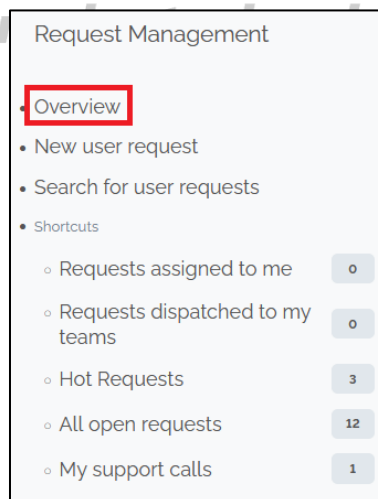 Request Management
Overview
New user request
Search for user requests
Shortcuts
Requests assigned to me 0
Requests dispatched to my
teams 0
Hot Requests 3
All open requests 12
My support calls 1